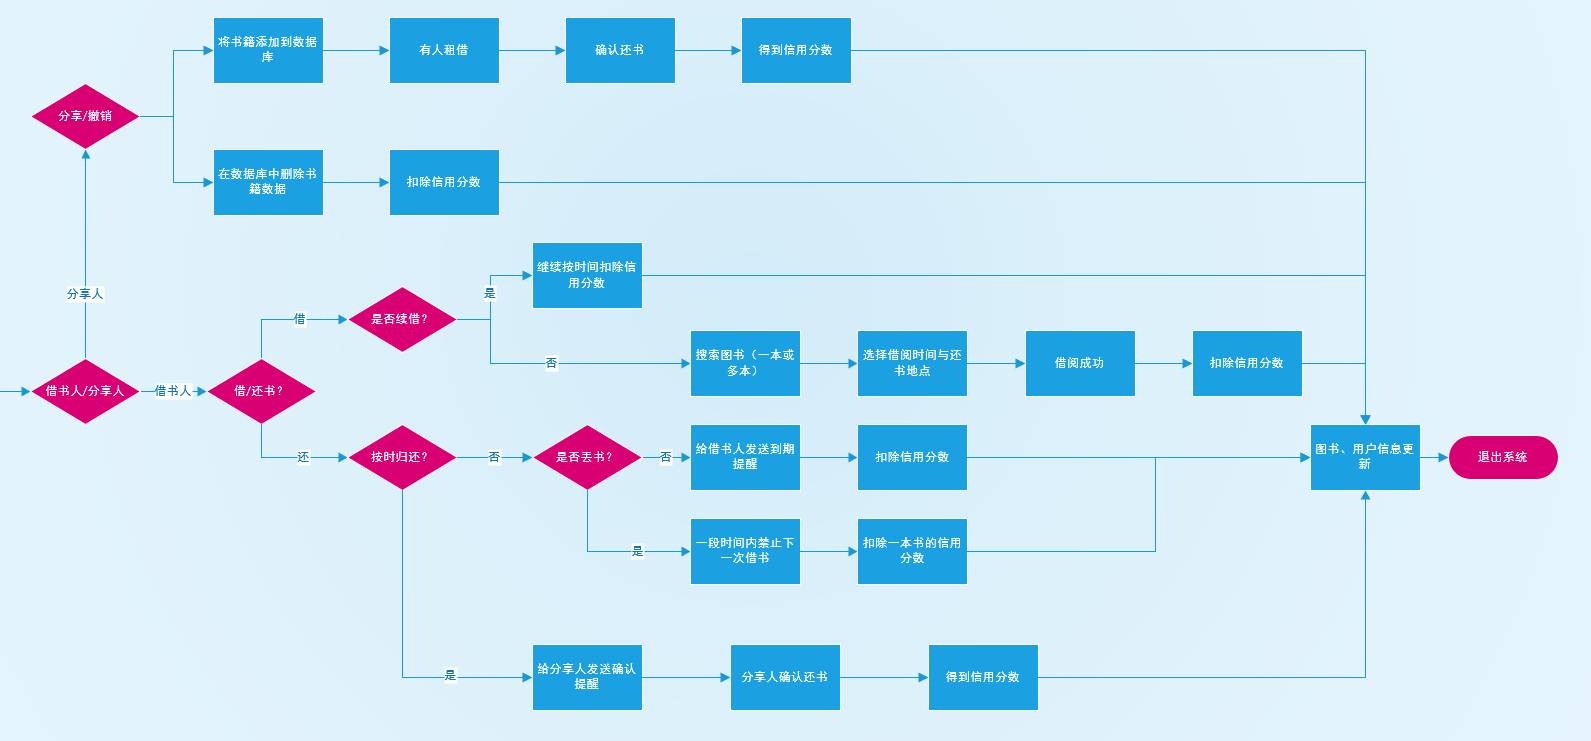 将书籍添加到数据
库
有人租借
确认还书
得到信用分数
分享/撤销
在数据库中删除书
籍数据
扣除信用分数
继续按时间扣除信
用分数
是
分享人
借
是否续借?
搜索图书（一本或
多本）
选择借阅时间与还
书地点
借阅成功
扣除信用分数
否
借书人/分享人
借书人
借/还书?
还
按时归还?
否
是否丢书?
否
给借书人发送到期
提醒
扣除信用分数
图书、用户信息更
新
退出系统
是
一段时间内禁止下
一次借书
扣除一本书的信用
分数
是
给分享人发送确认
提醒
分享人确认还书
得到信用分数